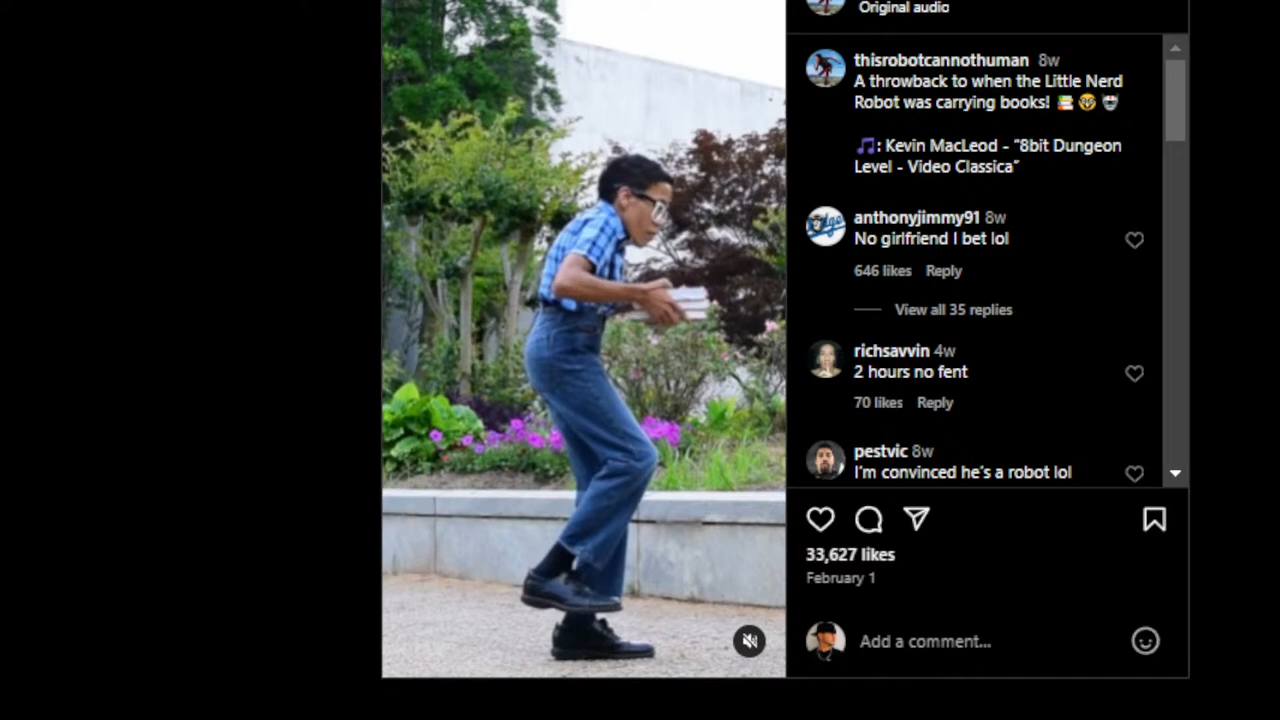 Original audio
thisrobotcannothuman 8w
A throwback to when the Little Nerd
Robot was carrying books! 📚 🤓 🤖
🎵: Kevin MacLeod - "8bit Dungeon
Level - Video Classica"
anthonyjimmy91 8w
No girlfriend I bet lol
646 likes Reply
View all 35 replies
richsavvin 4w
2 hours no fent
70 likes Reply
pestvic 8w
I'm convinced he's a robot lol
33,627 likes
February 1
Add a comment...